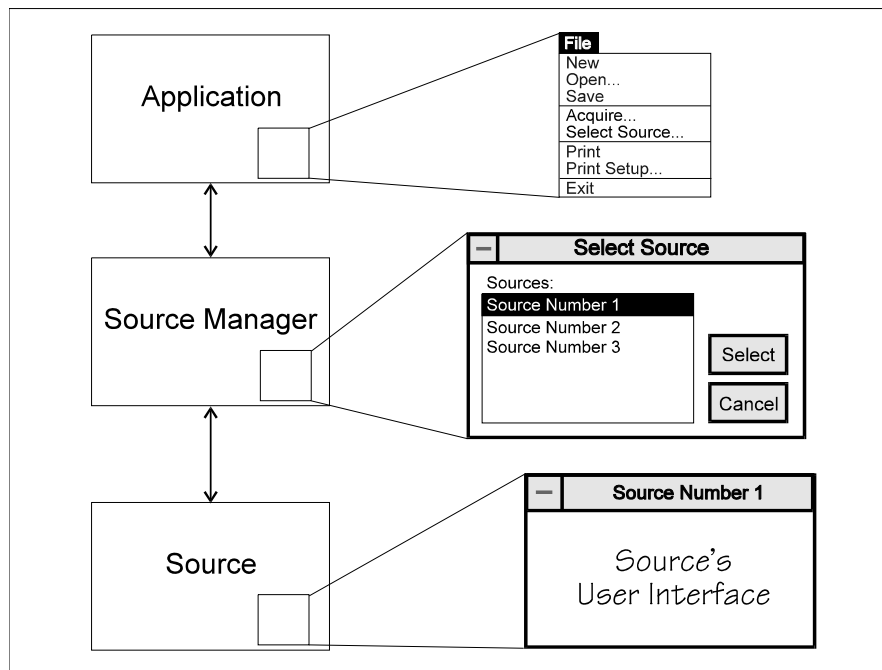 Application
File
New
Open...
Save
Acquire...
Select Source...
Print
Print Setup...
Exit
Source Manager
Select Source
Sources:
Source Number 1
Source Number 2
Source Number 3
Select
Cancel
Source
Source Number 1
Source's
User Interface